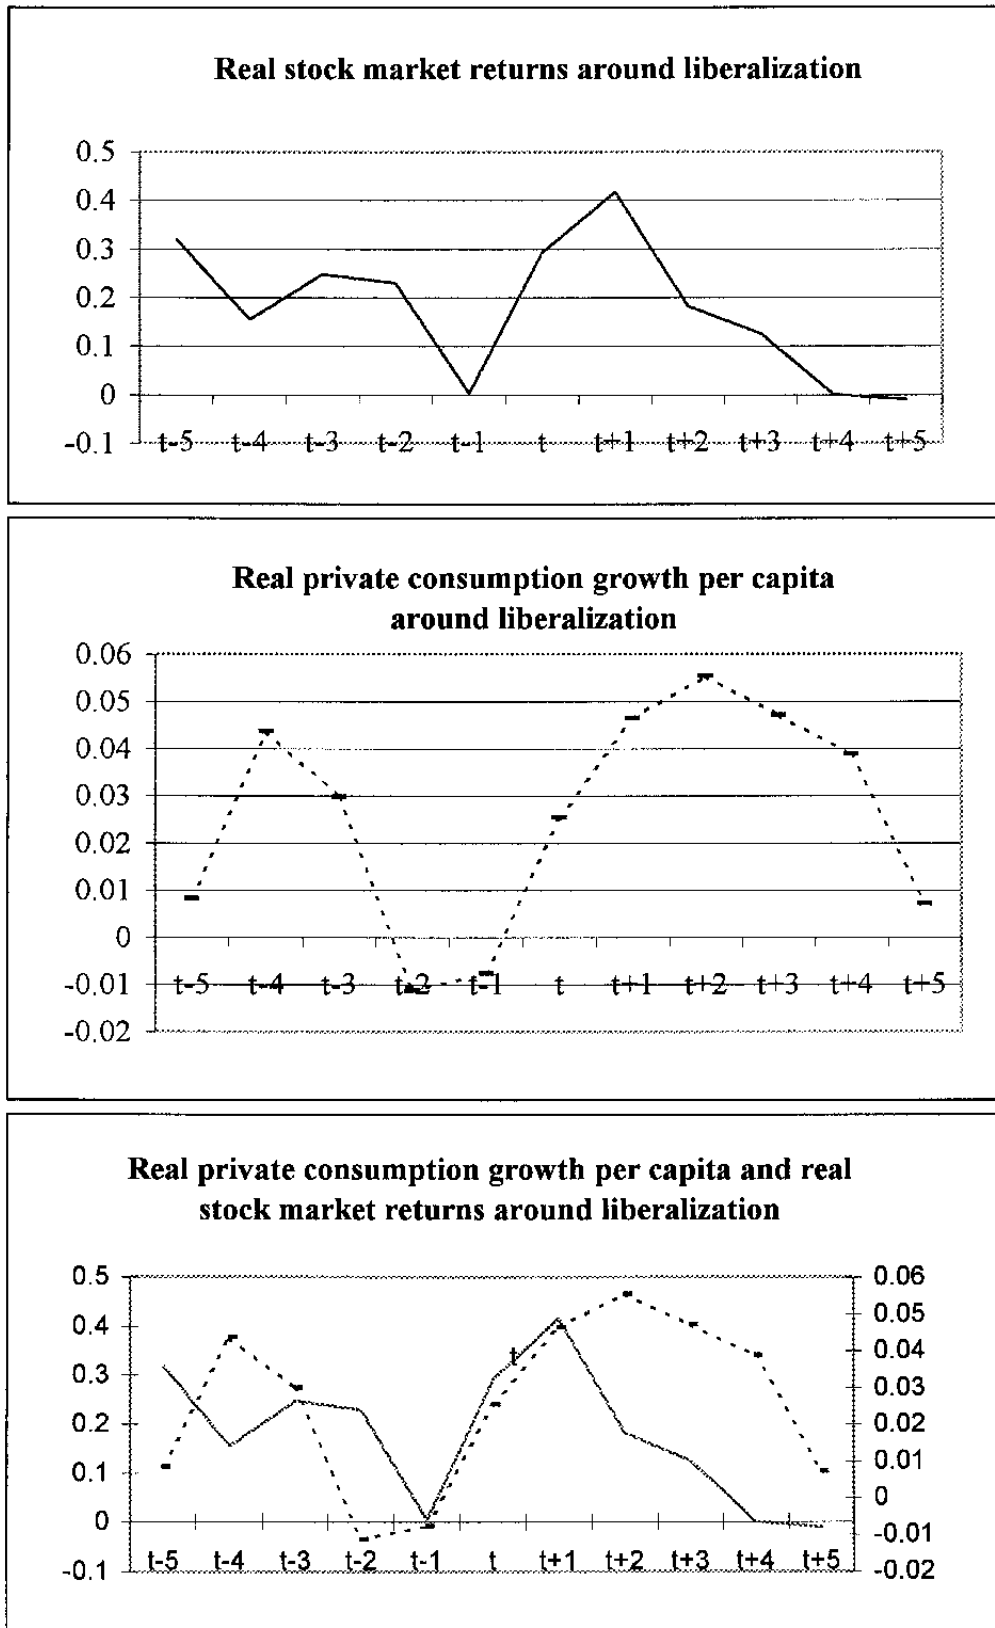 Real stock market returns around liberalization
0.5
0.4
0.3
0.2
0.1
0
-0.1
t-5 t-4 t-3 t-2 t-1 t t+1 t+2 t+3 t+4 t+5
Real private consumption growth per capita
around liberalization
0.06
0.05
0.04
0.03
0.02
0.01
0
-0.01
-0.02
t-5 t-4 t-3 t-2 t-1 t t+1 t+2 t+3 t+4 t+5
Real private consumption growth per capita and real
stock market returns around liberalization
0.5 0.06
0.4 0.05
0.04
0.3 0.03
0.2 0.02
0.1 0.01
0 0
-0.01
-0.1 -0.02
t
t-5 t-4 t-3 t-2 t-1 t t+1 t+2 t+3 t+4 t+5